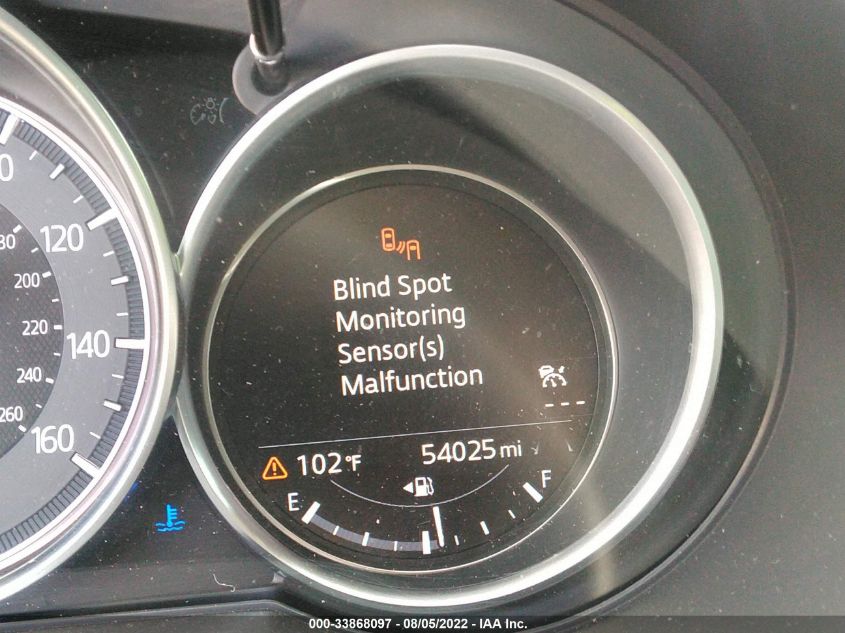 120
140
160
200
220
240
260
Blind Spot
Monitoring
Sensor(s)
Malfunction
---
102°F 54025 mi
E F
000-33868097 - 08/05/2022 - IAA Inc.